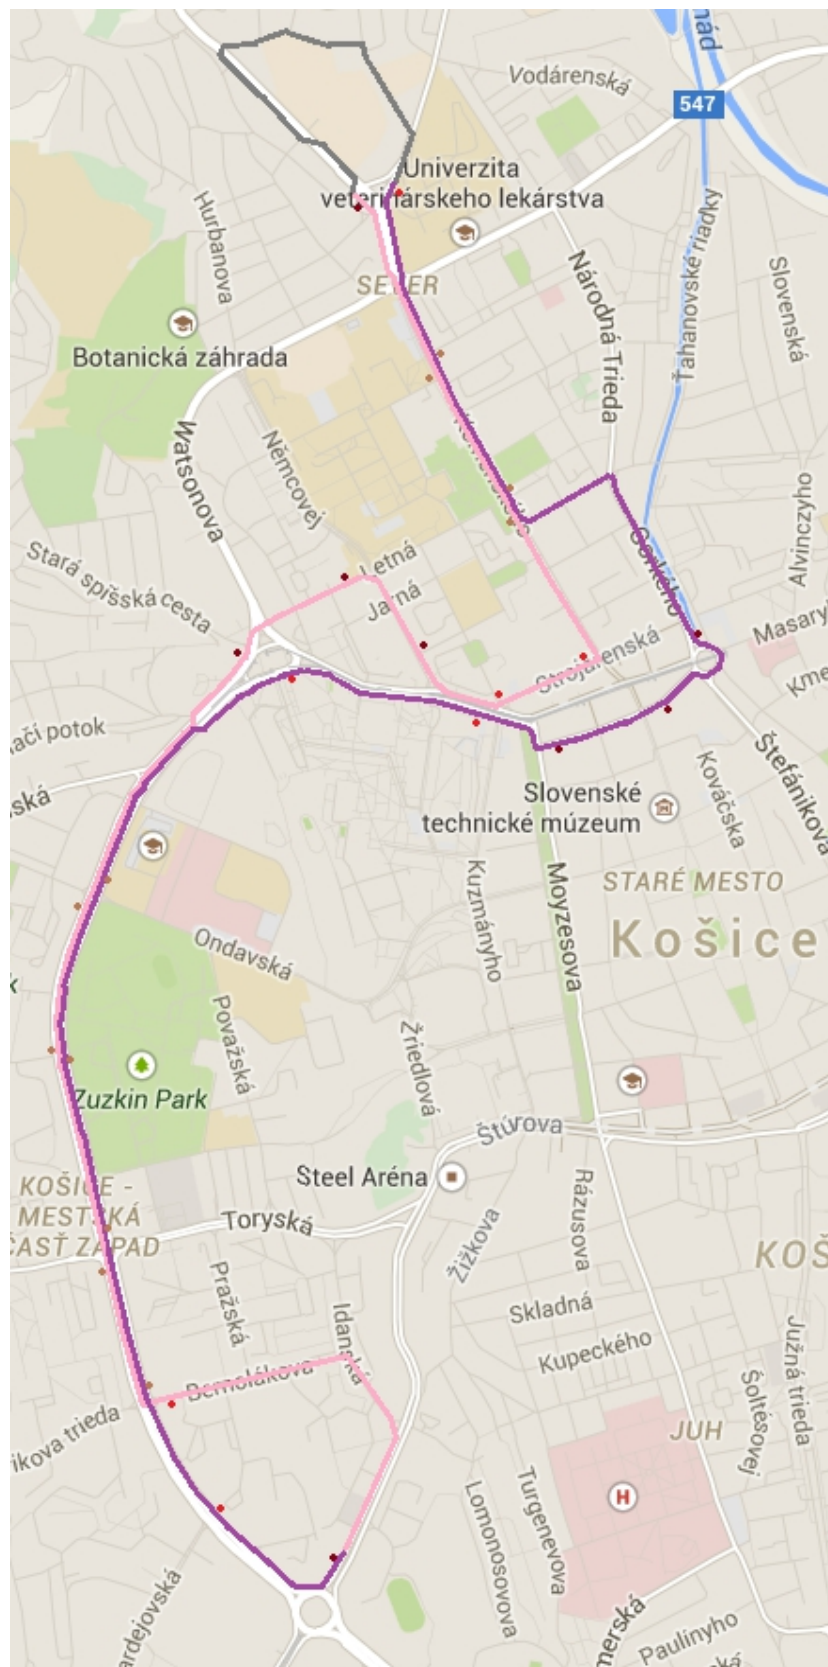 Vodárenská
547
Univerzita
veterinárskeho lekárstva
Hurbanova
Ťahanovské riadky
SEVER
Národná Trieda
Slovenská
Botanická záhrada
Watsonova
Němcovej
Alvinczyho
Letná
Stará spišská cesta
Jarná
Strojárenská
Štefánikova
Kováčska
Slovenské
technické múzeum
STARÉ MESTO
Kuzmányho
Moyzesova
Košice
Ondavská
Považská
Žriedlová
Zuzkin Park
Štúrova
Steel Aréna
KOŠICE -
MESTSKÁ
ČASŤ ZÁPAD
Toryská
Žižkova
Rázusova
Pražská
Idanská
Skladná
Kupeckého
Južná trieda
Šoltésovej
Bernolákova
JUH
H
Turgenevova
Lomonosovova
Paulínyho